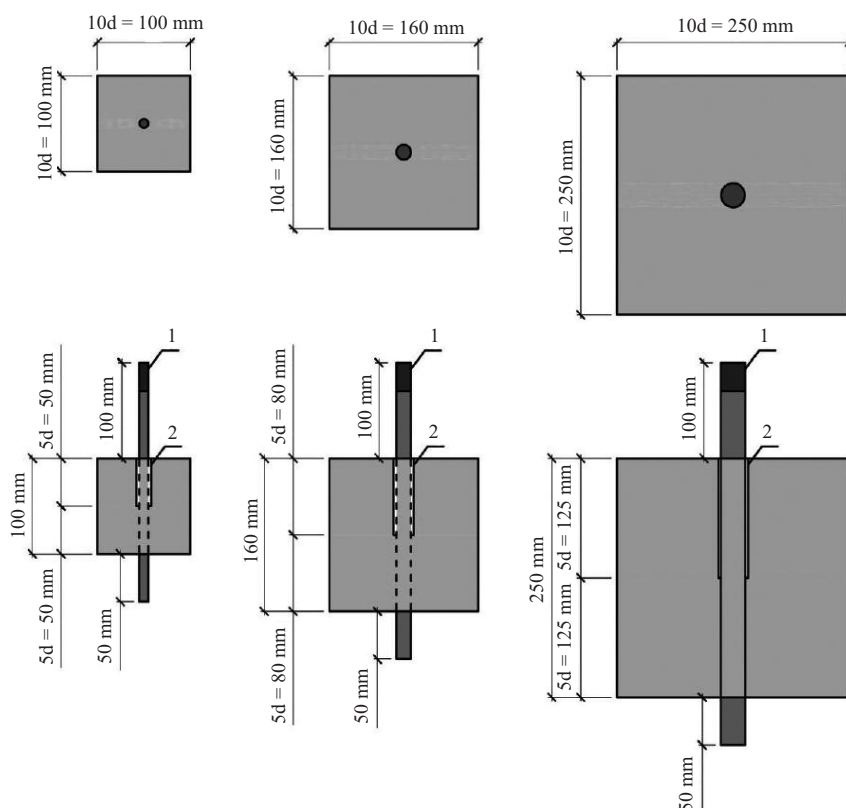 10d = 100 mm
10d = 100 mm
10d = 160 mm
10d = 160 mm
10d = 250 mm
10d = 250 mm
5d = 50 mm
100 mm
1
2
100 mm
5d = 50 mm
50 mm
5d = 80 mm
100 mm
1
2
160 mm
5d = 80 mm
50 mm
100 mm
1
2
250 mm
5d = 125 mm
5d = 125 mm
50 mm